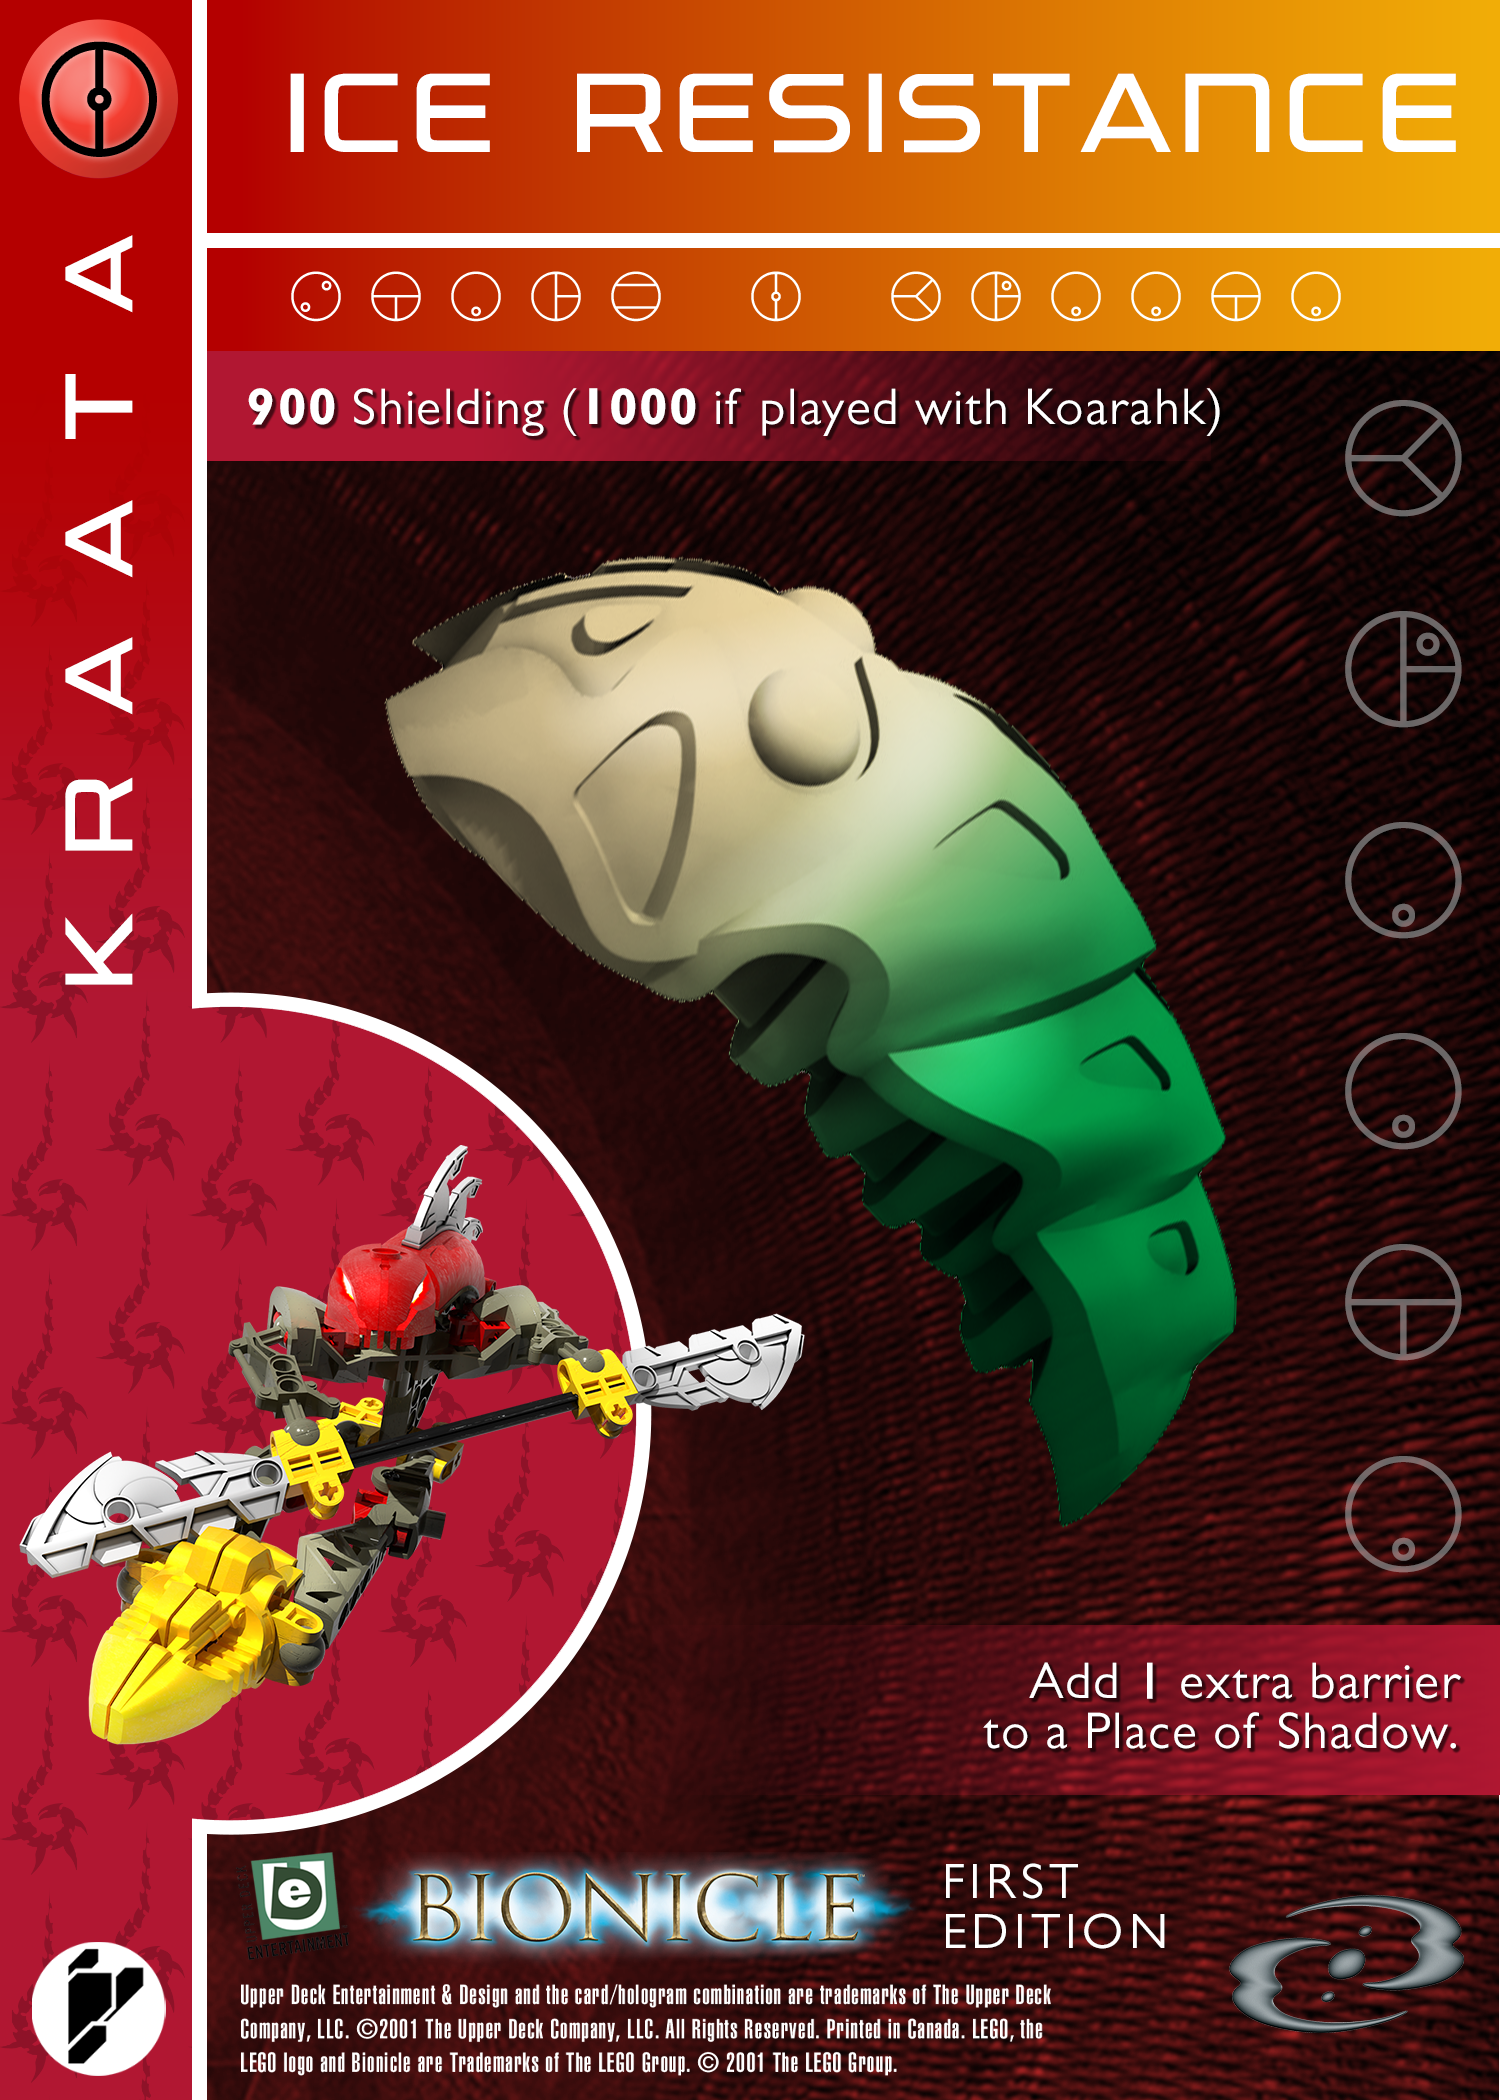 ICE RESISTANCE
KRAATA
900 Shielding (1000 if played with Koarahk)
Add 1 extra barrier
to a Place of Shadow.
e
ENTERTAINMENT
BIONICLE
FIRST
EDITION
Upper Deck Entertainment & Design and the card/hologram combination are trademarks of The Upper Deck
Company, LLC. ©2001 The Upper Deck Company, LLC. All Rights Reserved. Printed in Canada. LEGO, the
LEGO logo and Bionicle are Trademarks of The LEGO Group. © 2001 The LEGO Group.